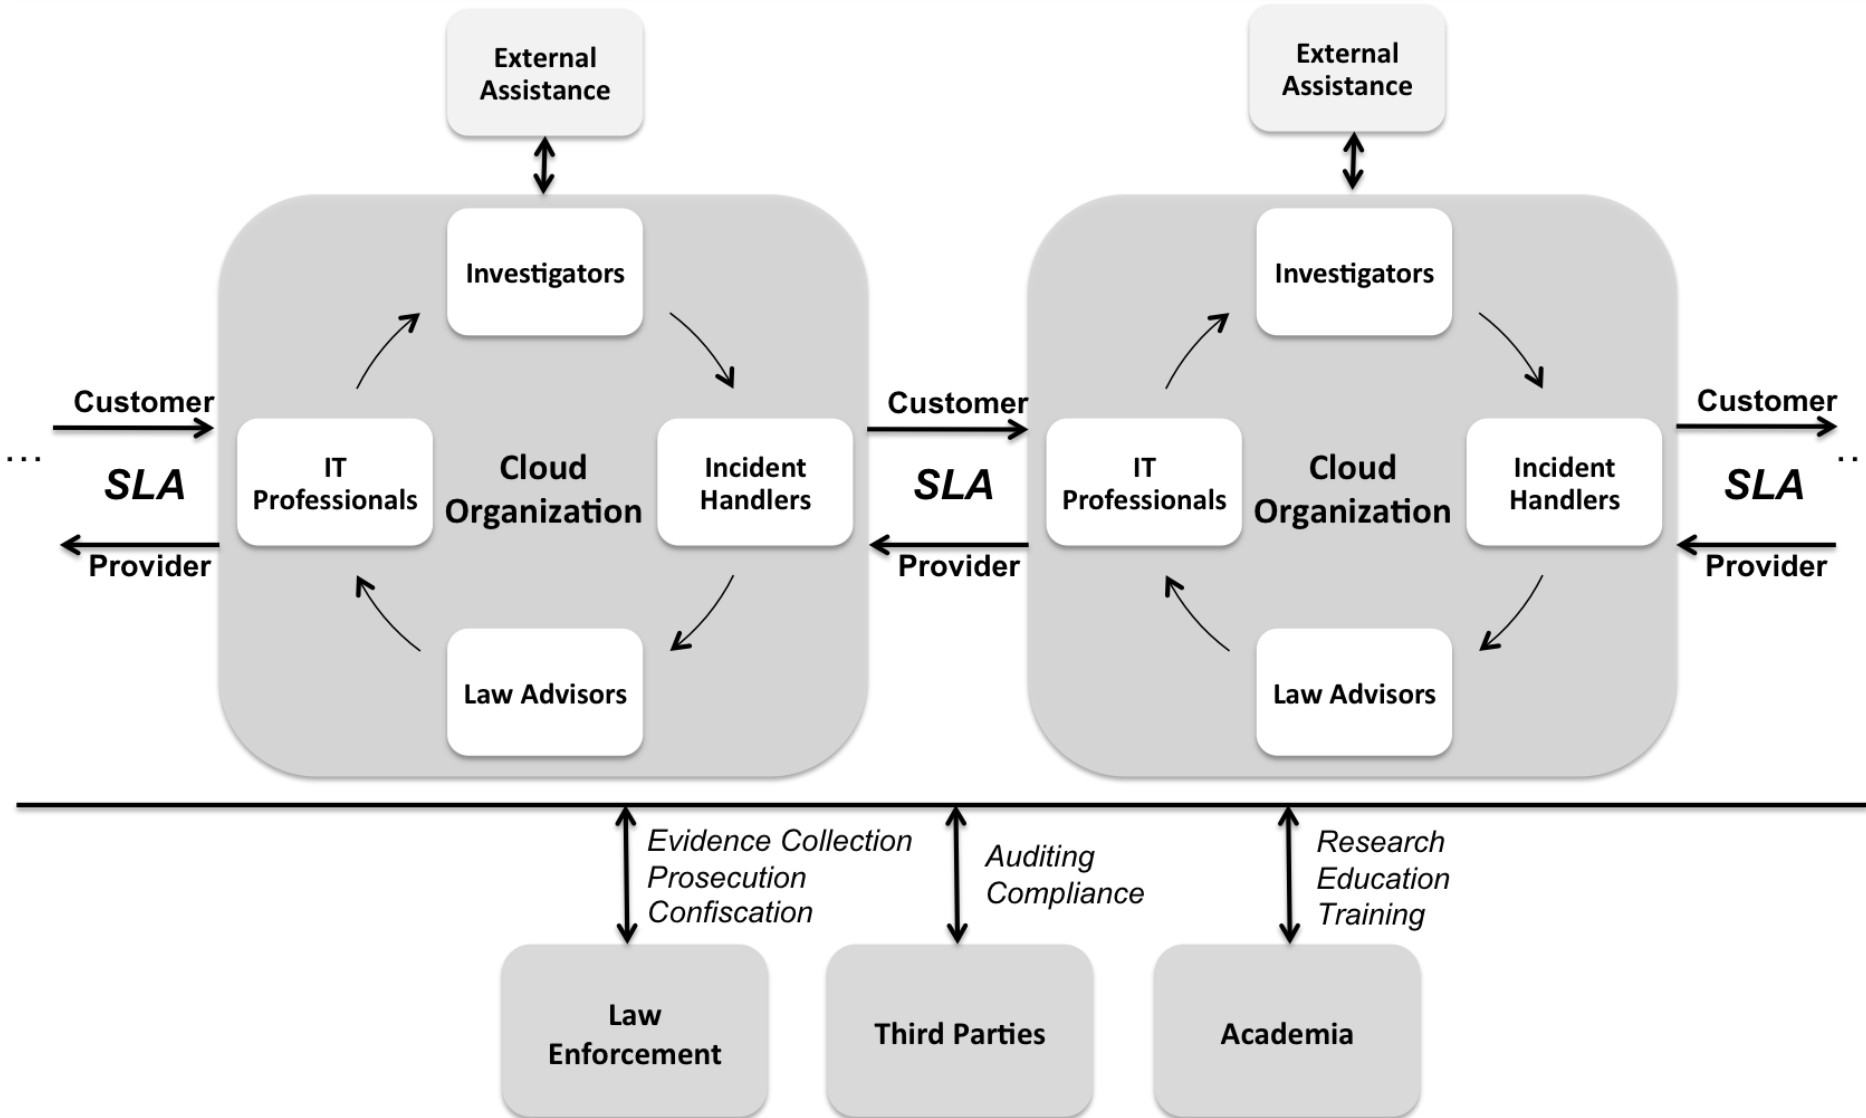 External
Assistance
External
Assistance
Investigators
Investigators
Customer
Customer
Customer
...
SLA
IT
Professionals
Cloud
Organization
Incident
Handlers
SLA
IT
Professionals
Cloud
Organization
Incident
Handlers
SLA
..
Provider
Provider
Provider
Law Advisors
Law Advisors
Evidence Collection
Prosecution
Confiscation
Auditing
Compliance
Research
Education
Training
Law
Enforcement
Third Parties
Academia